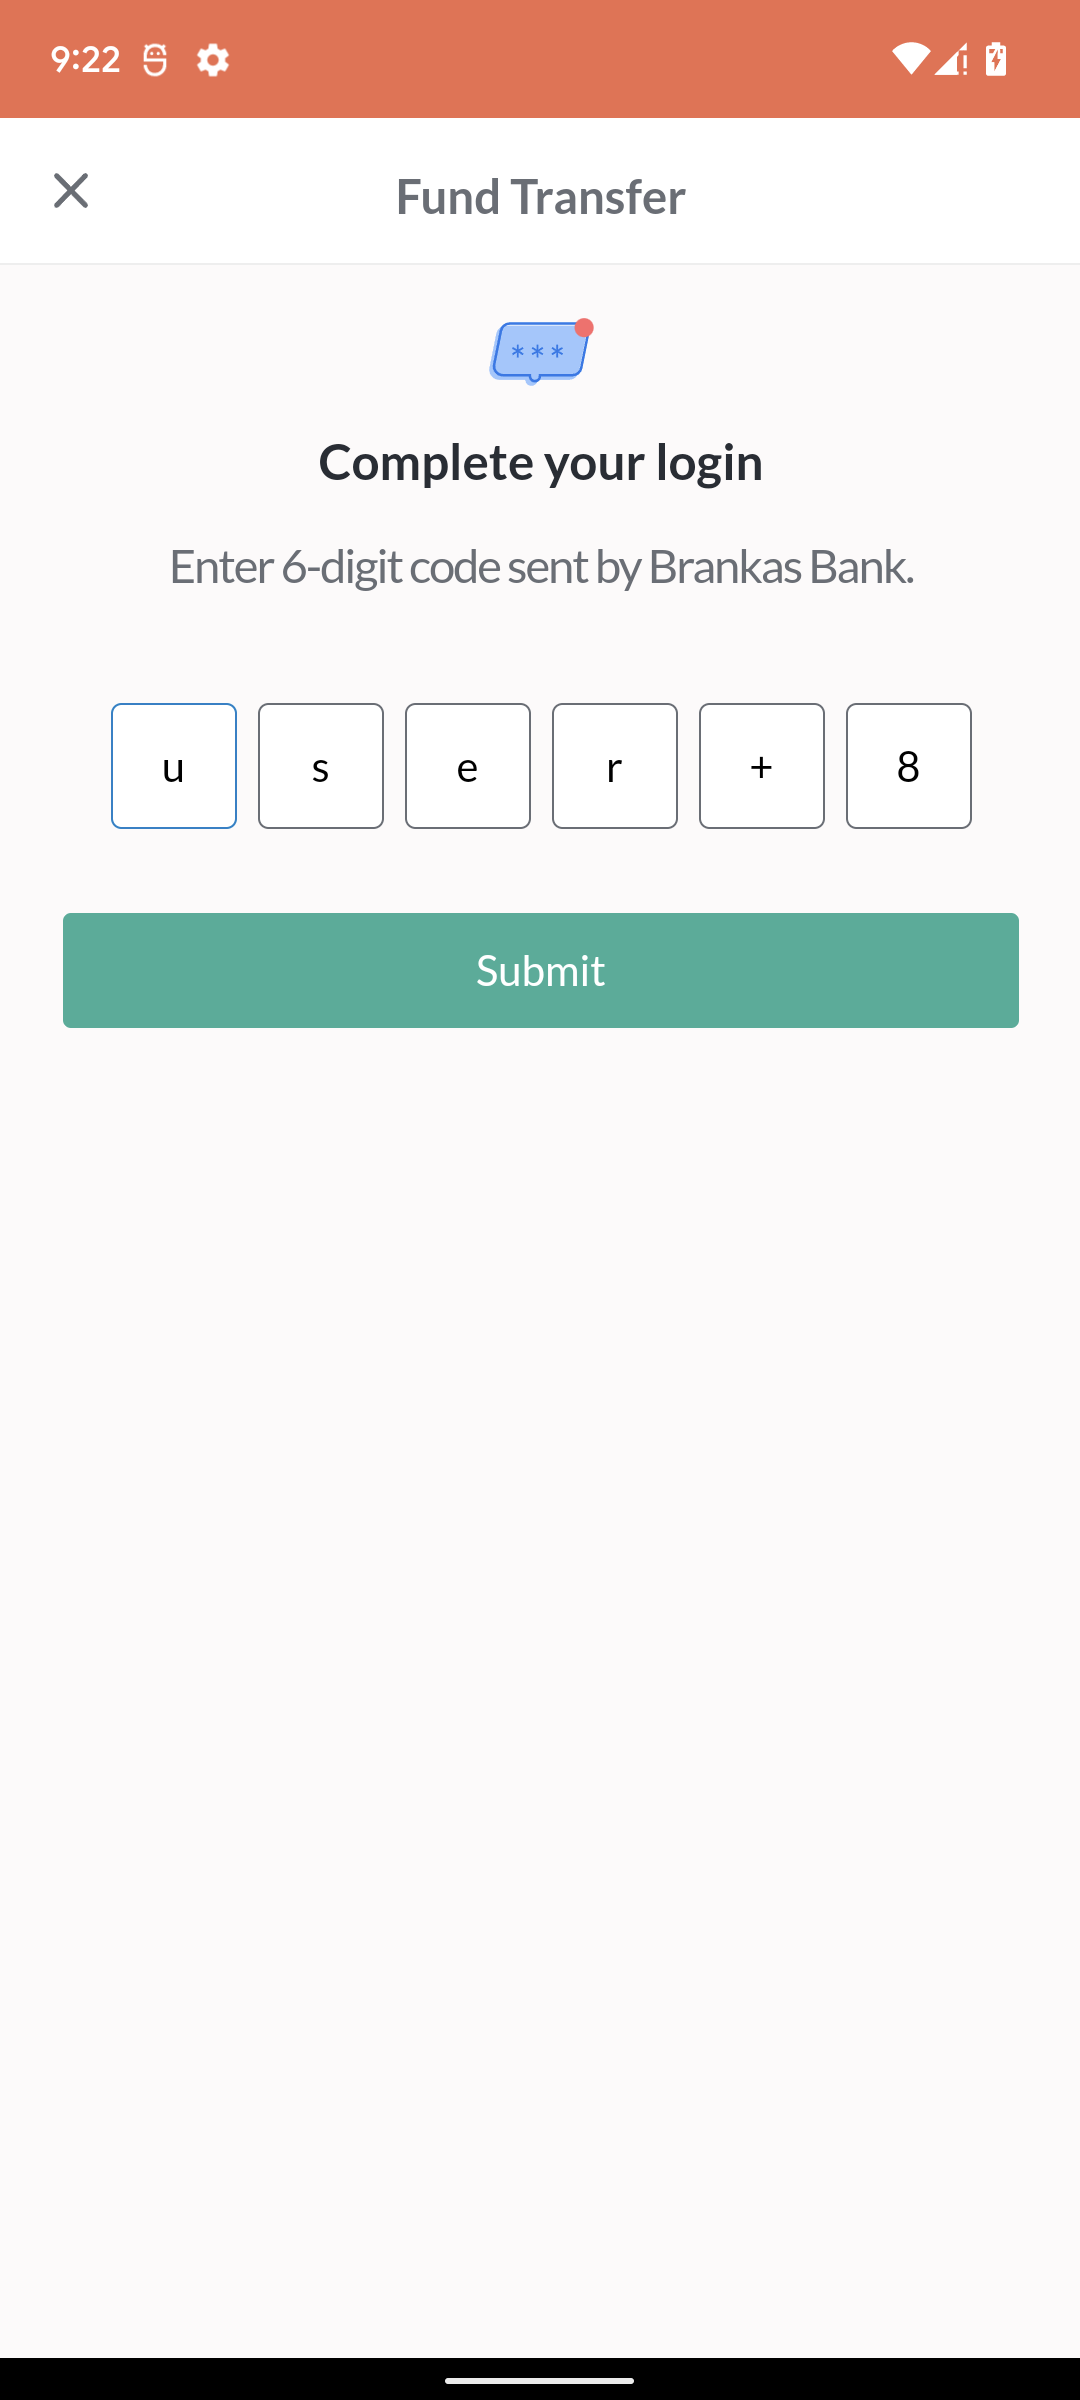 9:22
Fund Transfer
***
Complete your login
Enter 6-digit code sent by Brankas Bank.
u s e r + 8
Submit